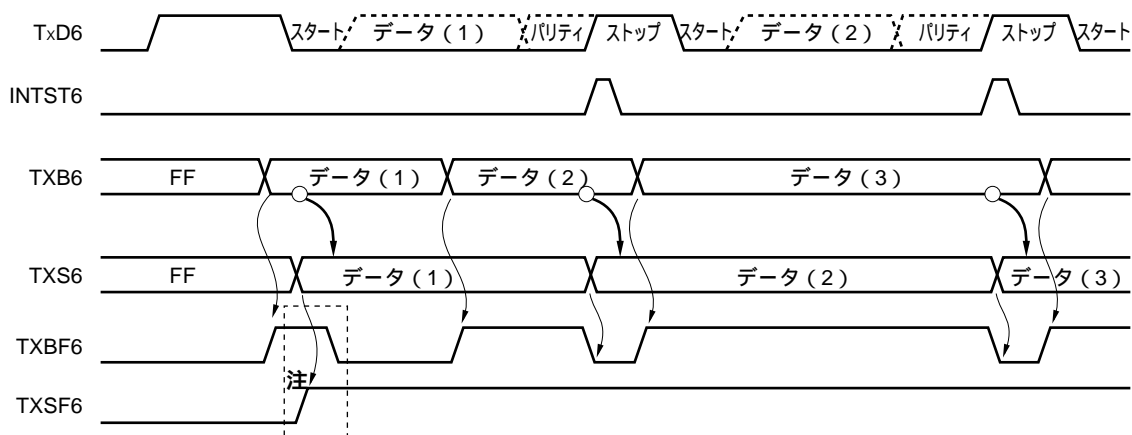 TxD6 スタート データ(1) パリティ ストップ スタート データ(2) パリティ ストップ スタート
INTST6
TXB6 FF データ(1) データ(2) データ(3)
TXS6 FF データ(1) データ(2) データ(3)
TXBF6
注
TXSF6